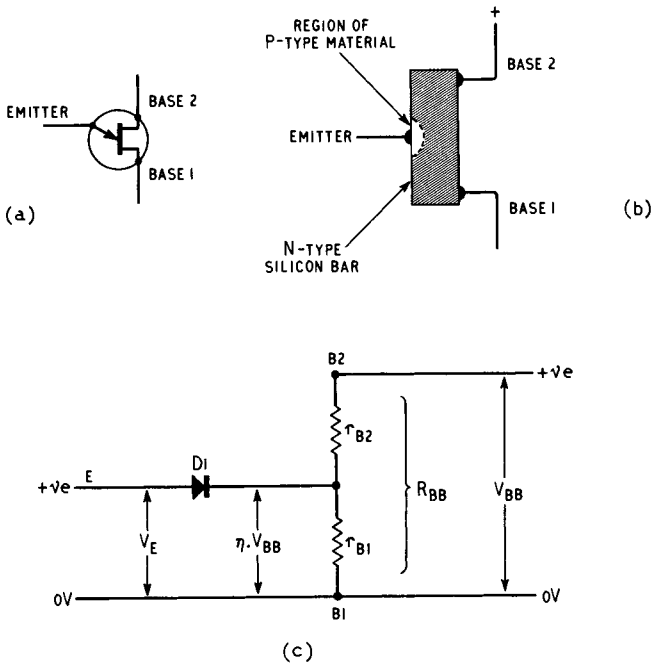 EMITTER
BASE 2
BASE 1
(a)
REGION OF
P-TYPE MATERIAL
+
BASE 2
EMITTER
BASE 1
(b)
N-TYPE
SILICON BAR
B2
+ve
rB2
D1
+ve E
RBB
VBB
VE
η.VBB
rB1
0V
B1
0V
(c)